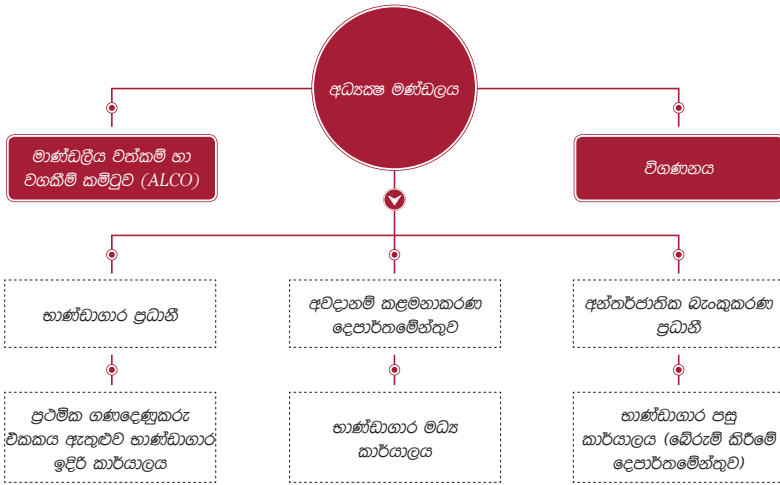 අධ්‍යක්ෂ මණ්ඩලය
මාණ්ඩලීය වත්කම් හා
වගකීම් කමිටුව (ALCO)
විගණනය
භාණ්ඩාගාර ප්‍රධානී
අවදානම් කළමනාකරණ
දෙපාර්තමේන්තුව
අන්තර්ජාතික බැංකුකරණ
ප්‍රධානී
ප්‍රථමික ගණුදෙණුකරු
ඒකකය ඇතුළුව භාණ්ඩාගාර
ඉදිරි කාර්යාලය
භාණ්ඩාගාර මධ්‍ය
කාර්යාලය
භාණ්ඩාගාර පසු
කාර්යාලය (බේරුම් කිරීමේ
දෙපාර්තමේන්තුව)